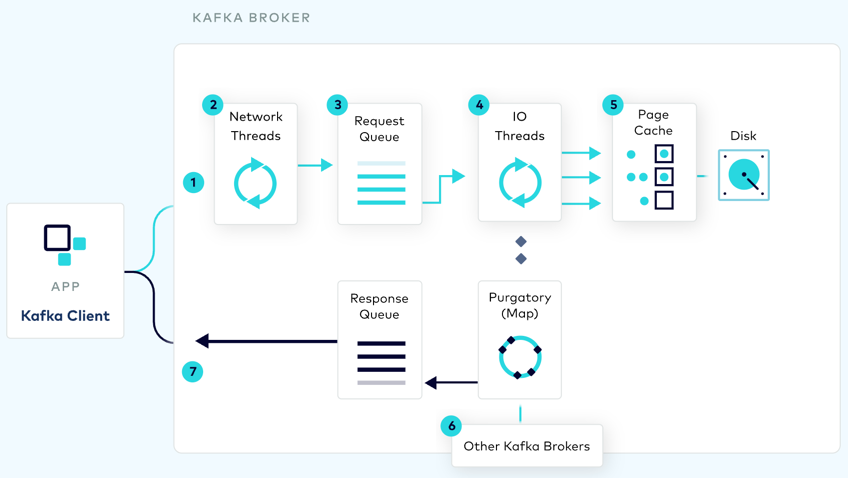 KAFKA BROKER
1
2
Network
Threads
3
Request
Queue
4
IO
Threads
5
Page
Cache
Disk
APP
Kafka Client
Response
Queue
Purgatory
(Map)
7
6
Other Kafka Brokers